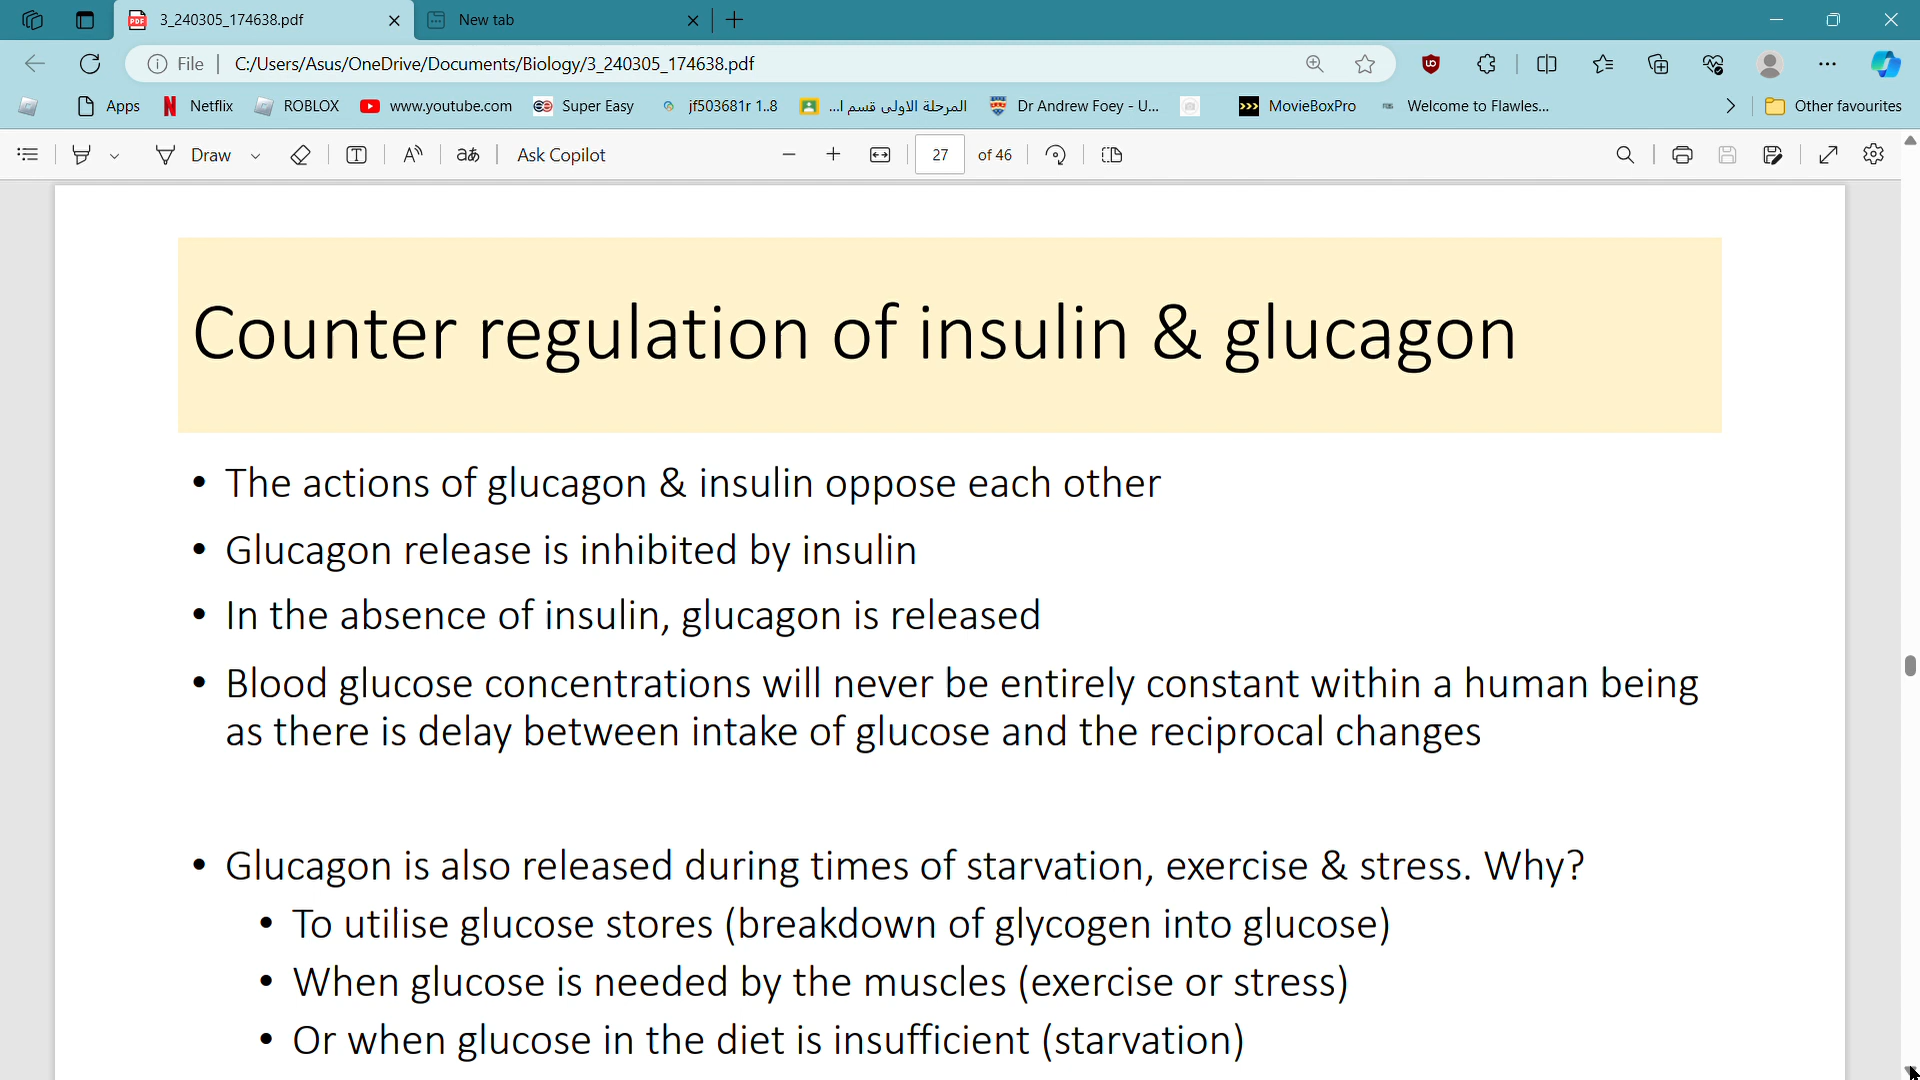 3_240305_174638.pdf
New tab
File
C:/Users/Asus/OneDrive/Documents/Biology/3_240305_174638.pdf
Apps
Netflix
ROBLOX
www.youtube.com
Super Easy
jf503681r 1..8
المرحلة الاولى قسم ا...
Dr Andrew Foey - U...
MovieBoxPro
Welcome to Flawles...
Other favourites
Draw
Ask Copilot
27 of 46
Counter regulation of insulin & glucagon
• The actions of glucagon & insulin oppose each other
• Glucagon release is inhibited by insulin
• In the absence of insulin, glucagon is released
• Blood glucose concentrations will never be entirely constant within a human being
as there is delay between intake of glucose and the reciprocal changes
• Glucagon is also released during times of starvation, exercise & stress. Why?
• To utilise glucose stores (breakdown of glycogen into glucose)
• When glucose is needed by the muscles (exercise or stress)
• Or when glucose in the diet is insufficient (starvation)